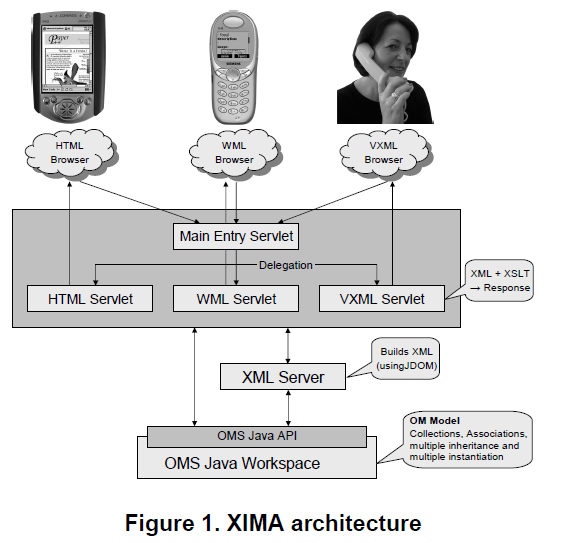 HTML
Browser
WML
Browser
VXML
Browser
Main Entry Servlet
Delegation
HTML Servlet
WML Servlet
VXML Servlet
XML + XSLT
→ Response
XML Server
Builds XML
(usingJDOM)
OMS Java API
OMS Java Workspace
OM Model
Collections, Associations,
multiple inheritance and
multiple instantiation
Figure 1. XIMA architecture